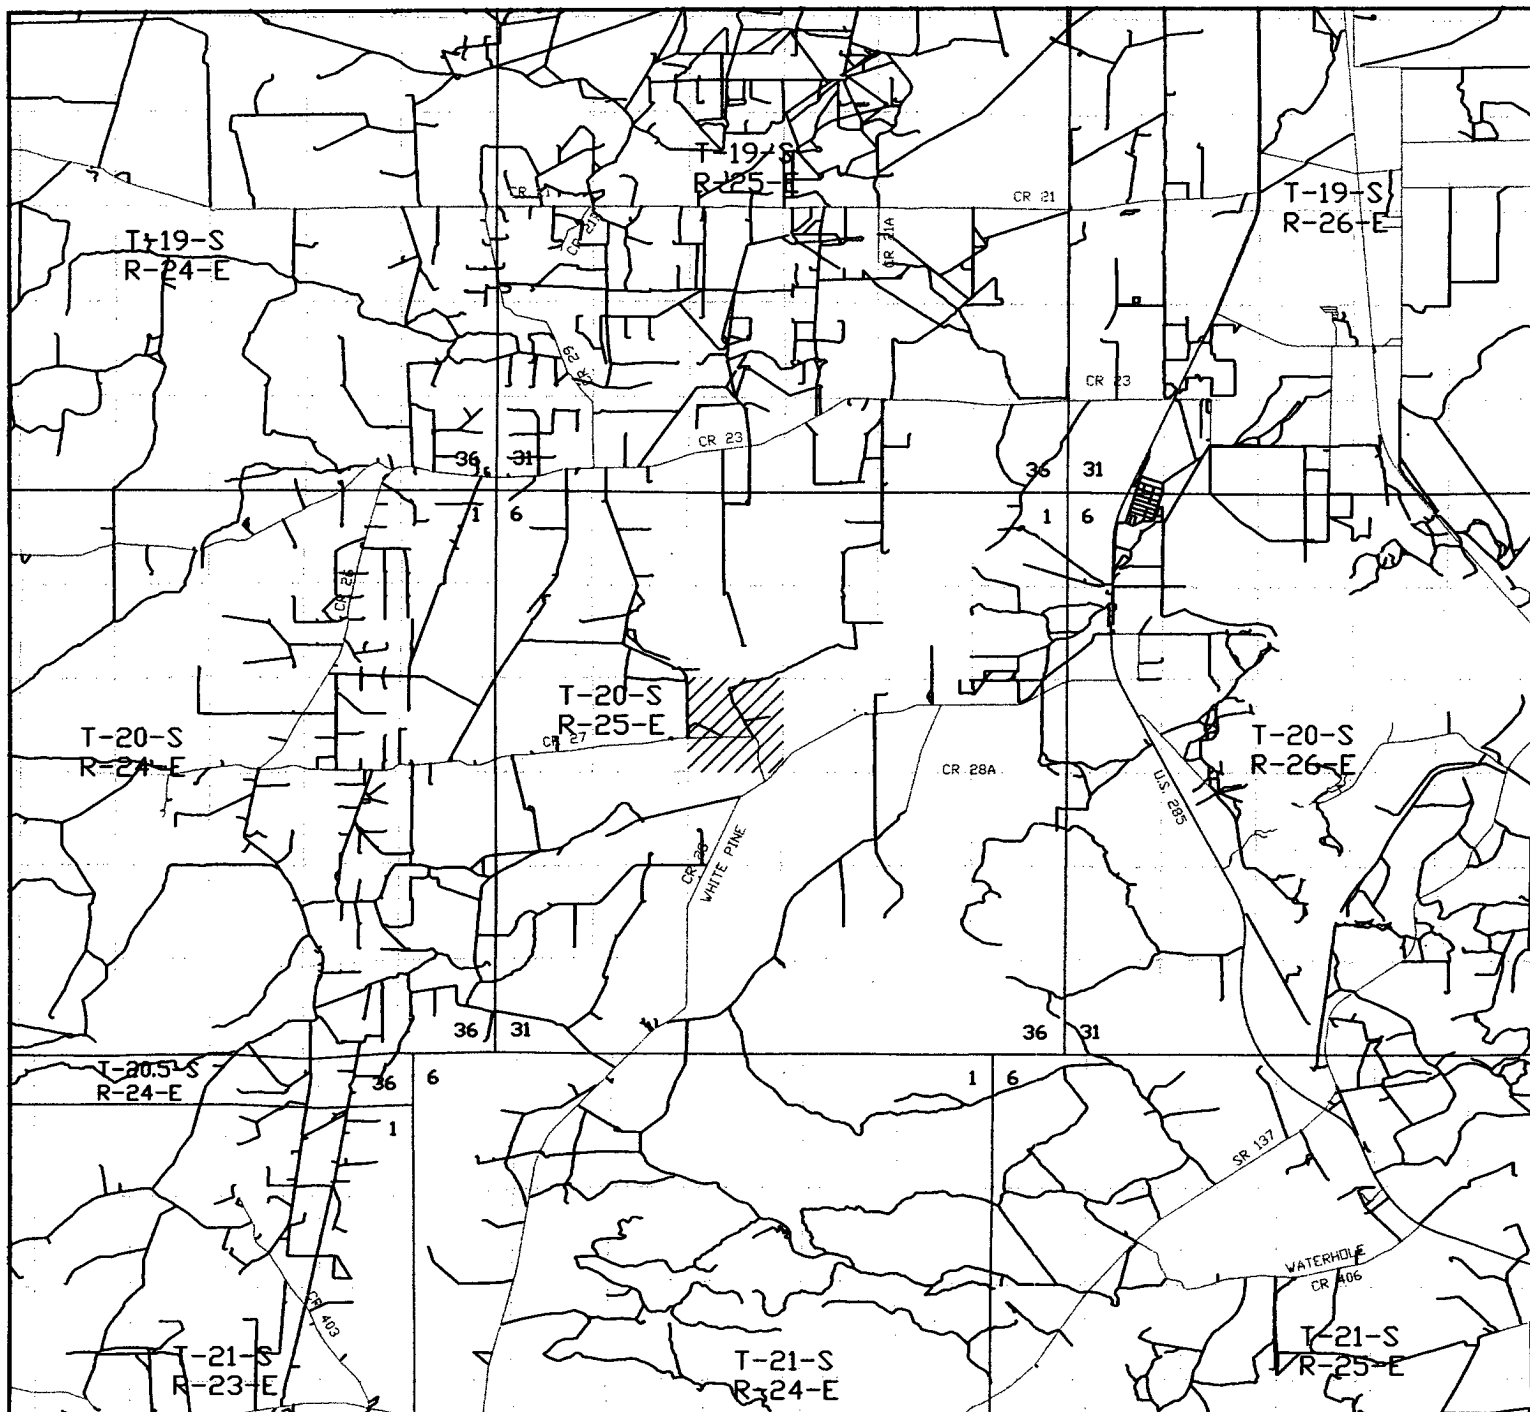 T-19-S
R-25-E
CR 21
CR 21
T-19-S
R-26-E
CR 21A
T-19-S
R-24-E
CR 23
CR 23
36 31
36 31
1 6
1 6
CR 26
T-20-S
R-25-E
CR 27
T-20-S
R-24-E
T-20-S
R-26-E
CR 28A
U.S. 285
CR 28
WHITE PINE
36 31
36 31
T-20.5-S
R-24-E
36 6
1 6
1
SR 137
WATERHOLE
CR 406
CR 403
T-21-S
R-23-E
T-21-S
R-24-E
T-21-S
R-25-E